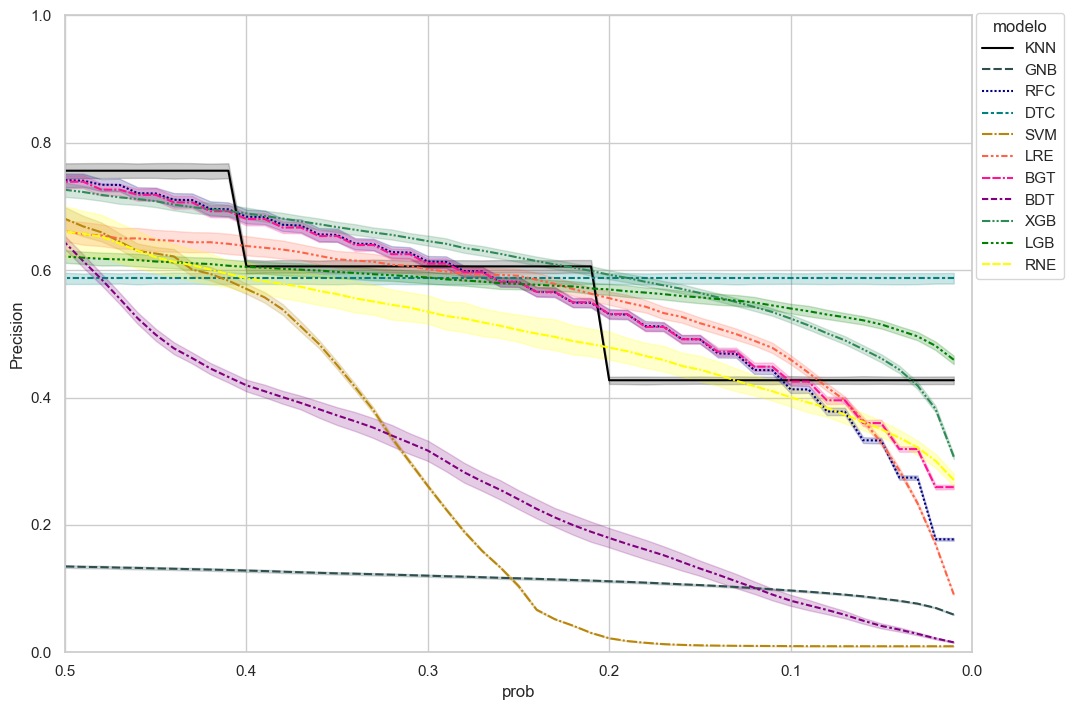 1.0
0.8
0.6
0.4
0.2
0.0
Precision
0.5
0.4
0.3
0.2
0.1
0.0
prob
modelo
KNN
GNB
RFC
DTC
SVM
LRE
BGT
BDT
XGB
LGB
RNE